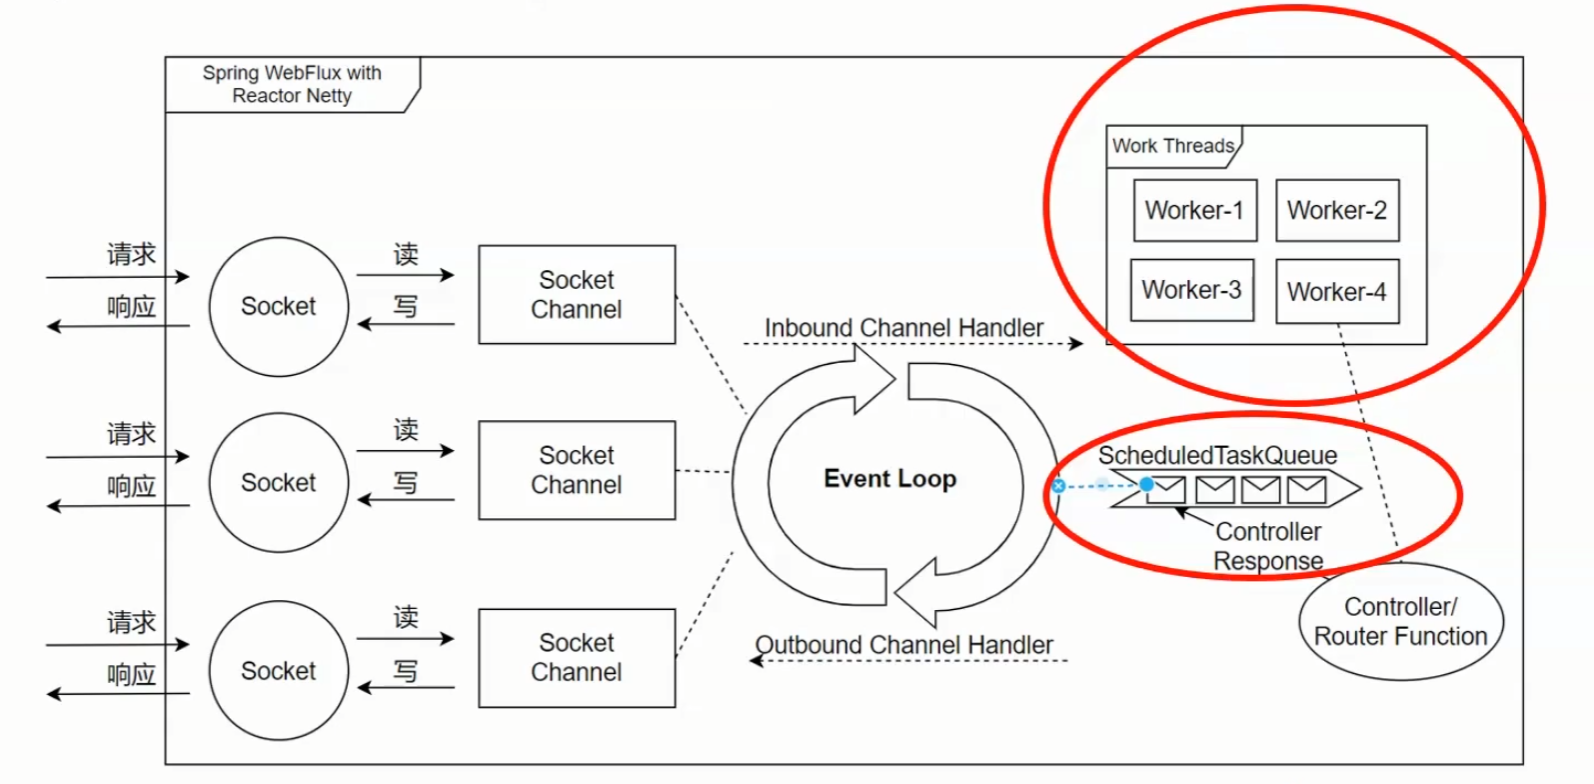 Spring WebFlux with
Reactor Netty
Work Threads
Worker-1
Worker-2
Worker-3
Worker-4
请求
响应
Socket
读
写
Socket
Channel
Inbound Channel Handler
请求
响应
Socket
读
写
Socket
Channel
Event Loop
ScheduledTaskQueue
Controller
Response
Controller/
Router Function
请求
响应
Socket
读
写
Socket
Channel
Outbound Channel Handler